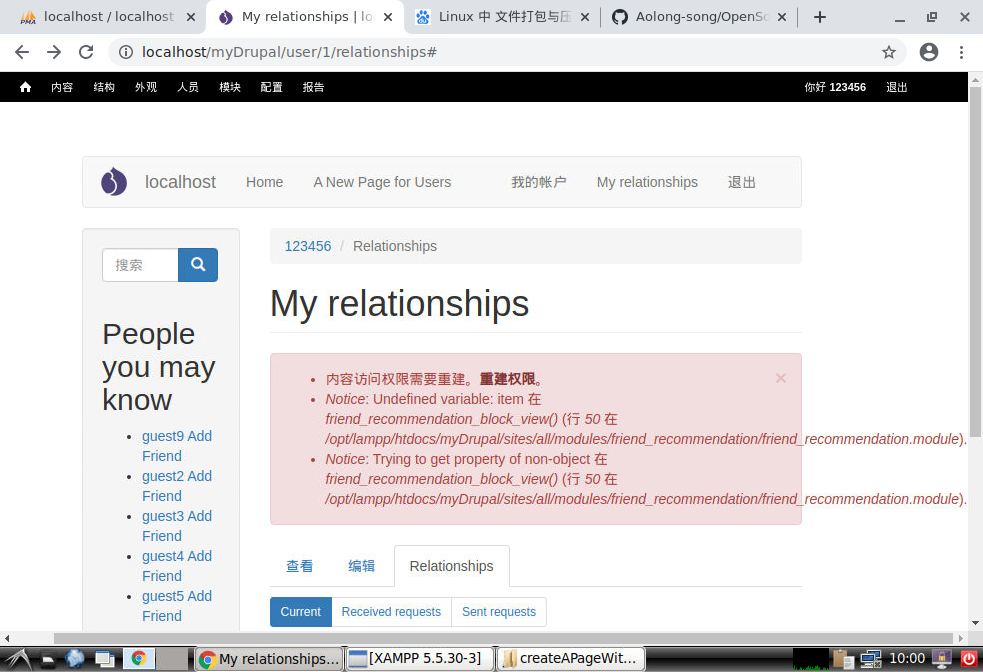 localhost / localhost
My relationships | lo
Linux 中 文件打包与压
Aolong-song/OpenSo
localhost/myDrupal/user/1/relationships#
内容 结构 外观 人员 模块 配置 报告 你好 123456 退出
localhost Home A New Page for Users 我的帐户 My relationships 退出
搜索
People
you may
know
guest9 Add
Friend
guest2 Add
Friend
guest3 Add
Friend
guest4 Add
Friend
guest5 Add
Friend
123456 / Relationships
My relationships
×
内容访问权限需要重建。重建权限。
Notice: Undefined variable: item 在
friend_recommendation_block_view() (行 50 在
/opt/lampp/htdocs/myDrupal/sites/all/modules/friend_recommendation/friend_recommendation.module).
Notice: Trying to get property of non-object 在
friend_recommendation_block_view() (行 50 在
/opt/lampp/htdocs/myDrupal/sites/all/modules/friend_recommendation/friend_recommendation.module).
查看 编辑 Relationships
Current Received requests Sent requests
My relationships... [XAMPP 5.5.30-3] createAPageWit... 10:00